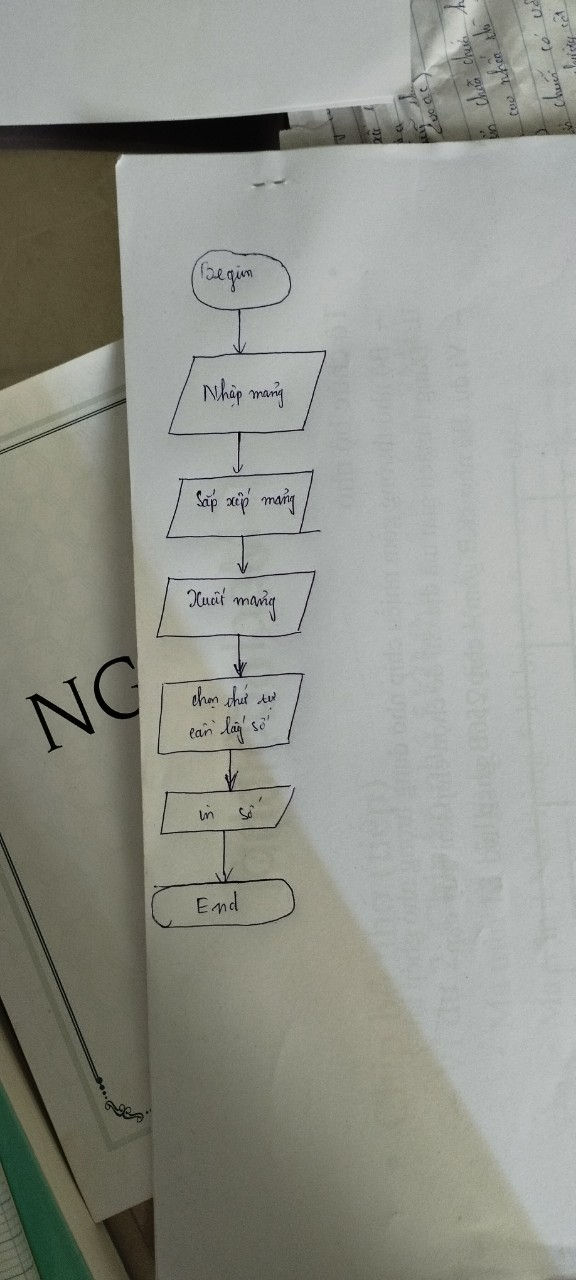 Begin
Nhập mảng
Sắp xếp mảng
Xuất mảng
chọn thứ tự
cần lấy số
in số
End
NG